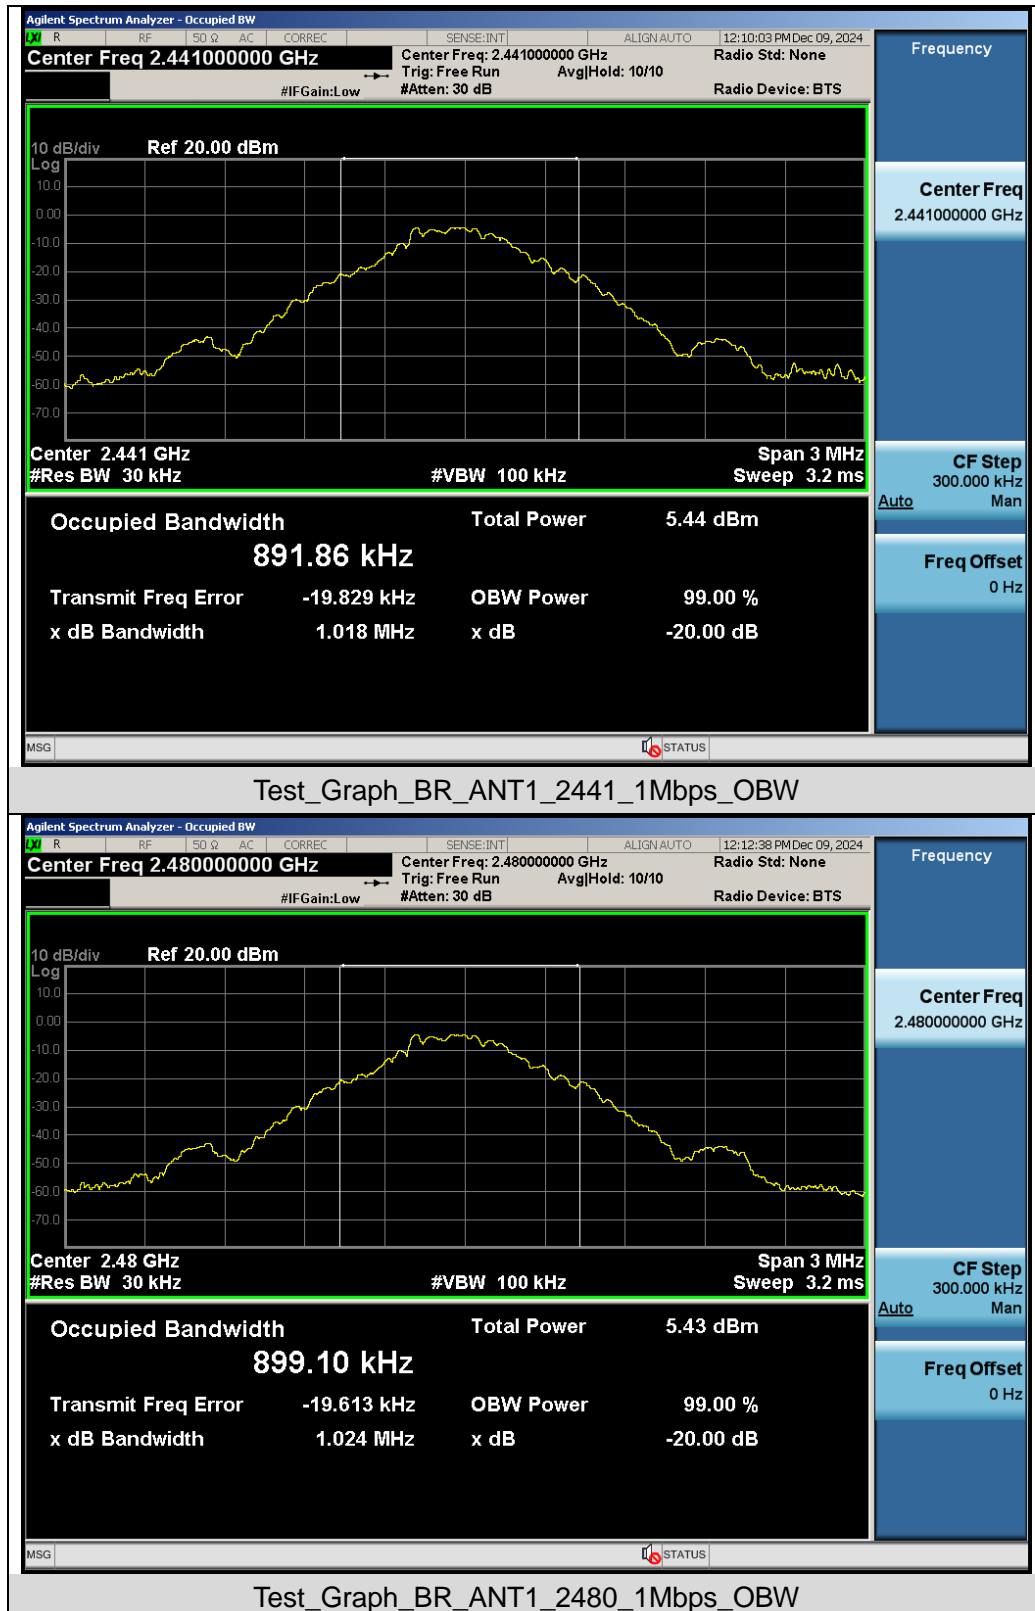 Agilent Spectrum Analyzer - Occupied BW
LXI R RF 50 Ω AC CORREC SENSE:INT ALIGN AUTO 12:10:03 PM Dec 09, 2024
Center Freq 2.441000000 GHz Center Freq: 2.441000000 GHz Radio Std: None Frequency
Trig: Free Run Avg|Hold: 10/10
#IFGain:Low #Atten: 30 dB Radio Device: BTS
10 dB/div Ref 20.00 dBm
Log
10.0
0.00
-10.0
-20.0
-30.0
-40.0
-50.0
-60.0
-70.0
Center 2.441 GHz Span 3 MHz
#Res BW 30 kHz #VBW 100 kHz Sweep 3.2 ms
Center Freq
2.441000000 GHz
CF Step
300.000 kHz
Auto Man
Freq Offset
0 Hz
Occupied Bandwidth Total Power 5.44 dBm
891.86 kHz
Transmit Freq Error -19.829 kHz OBW Power 99.00 %
x dB Bandwidth 1.018 MHz x dB -20.00 dB
MSG STATUS
Test_Graph_BR_ANT1_2441_1Mbps_OBW
Agilent Spectrum Analyzer - Occupied BW
LXI R RF 50 Ω AC CORREC SENSE:INT ALIGN AUTO 12:12:38 PM Dec 09, 2024
Center Freq 2.480000000 GHz Center Freq: 2.480000000 GHz Radio Std: None Frequency
Trig: Free Run Avg|Hold: 10/10
#IFGain:Low #Atten: 30 dB Radio Device: BTS
10 dB/div Ref 20.00 dBm
Log
10.0
0.00
-10.0
-20.0
-30.0
-40.0
-50.0
-60.0
-70.0
Center 2.48 GHz Span 3 MHz
#Res BW 30 kHz #VBW 100 kHz Sweep 3.2 ms
Center Freq
2.480000000 GHz
CF Step
300.000 kHz
Auto Man
Freq Offset
0 Hz
Occupied Bandwidth Total Power 5.43 dBm
899.10 kHz
Transmit Freq Error -19.613 kHz OBW Power 99.00 %
x dB Bandwidth 1.024 MHz x dB -20.00 dB
MSG STATUS
Test_Graph_BR_ANT1_2480_1Mbps_OBW